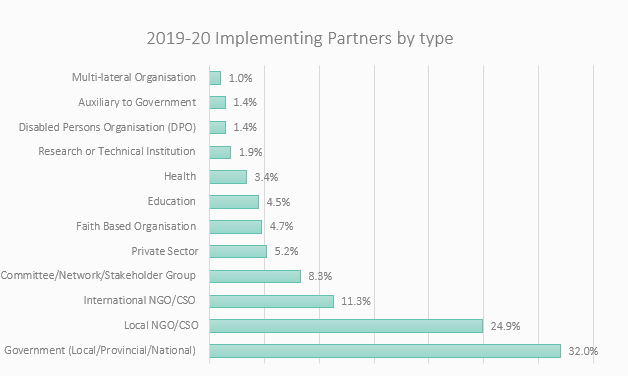 2019-20 Implementing Partners by type
Multi-lateral Organisation 1.0%
Auxiliary to Government 1.4%
Disabled Persons Organisation (DPO) 1.4%
Research or Technical Institution 1.9%
Health 3.4%
Education 4.5%
Faith Based Organisation 4.7%
Private Sector 5.2%
Committee/Network/Stakeholder Group 8.3%
International NGO/CSO 11.3%
Local NGO/CSO 24.9%
Government (Local/Provincial/National) 32.0%